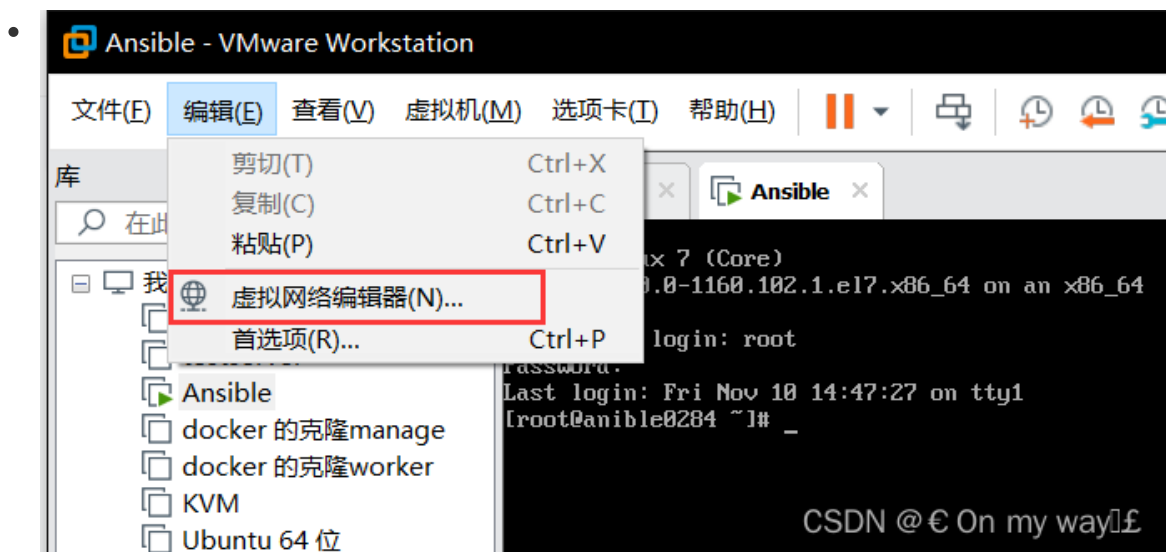 Ansible - VMware Workstation
文件(F) 编辑(E) 查看(V) 虚拟机(M) 选项卡(T) 帮助(H)
库
在此
我
剪切(T) Ctrl+X
复制(C) Ctrl+C
粘贴(P) Ctrl+V
虚拟网络编辑器(N)...
首选项(R)... Ctrl+P
Ansible
docker 的克隆manage
docker 的克隆worker
KVM
Ubuntu 64 位
Ansible
x 7 (Core)
.0-1160.102.1.el7.x86_64 on an x86_64
login: root
Password:
Last login: Fri Nov 10 14:47:27 on tty1
[root@anible0284 ~]# _
CSDN @€ On my way£